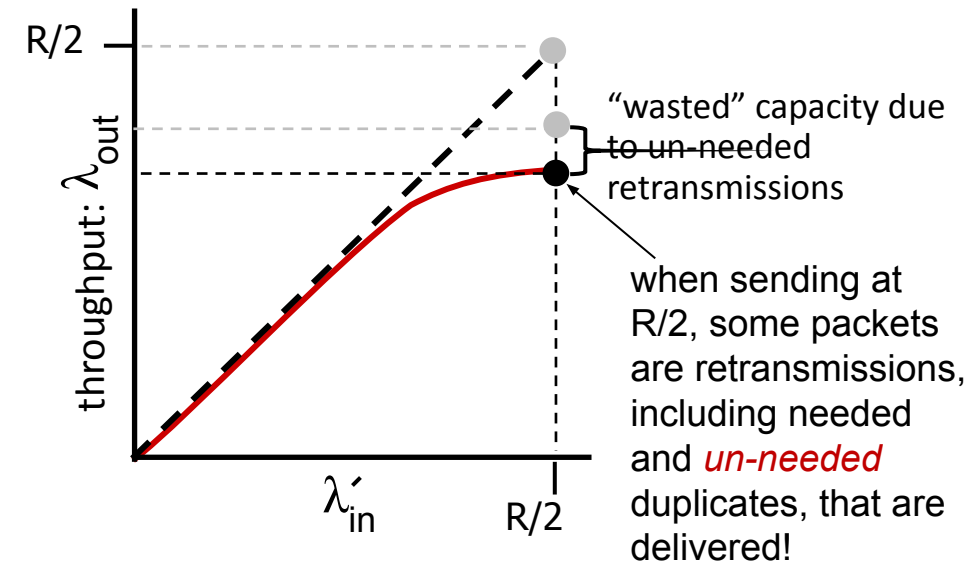 R/2
throughput: λout
“wasted” capacity due
to un-needed
retransmissions
when sending at
R/2, some packets
are retransmissions,
including needed
and un-needed
duplicates, that are
delivered!
λ′in
R/2